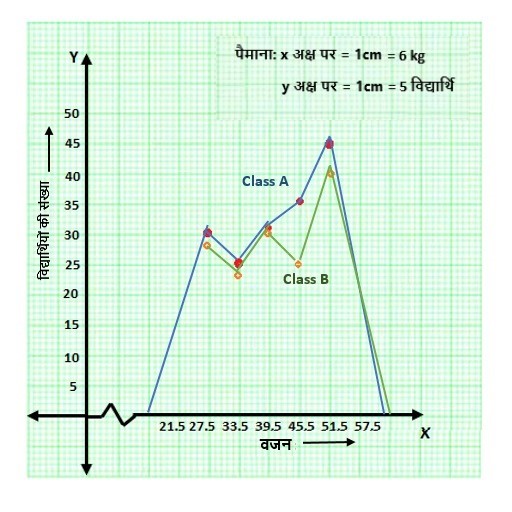 पैमाना: x अक्ष पर = 1cm = 6 kg
y अक्ष पर = 1cm = 5 विद्यार्थि
Y
50
45
40
35
30
25
20
15
10
5
विद्यार्थियों की संख्या
Class A
Class B
21.5 27.5 33.5 39.5 45.5 51.5 57.5
X
वजन